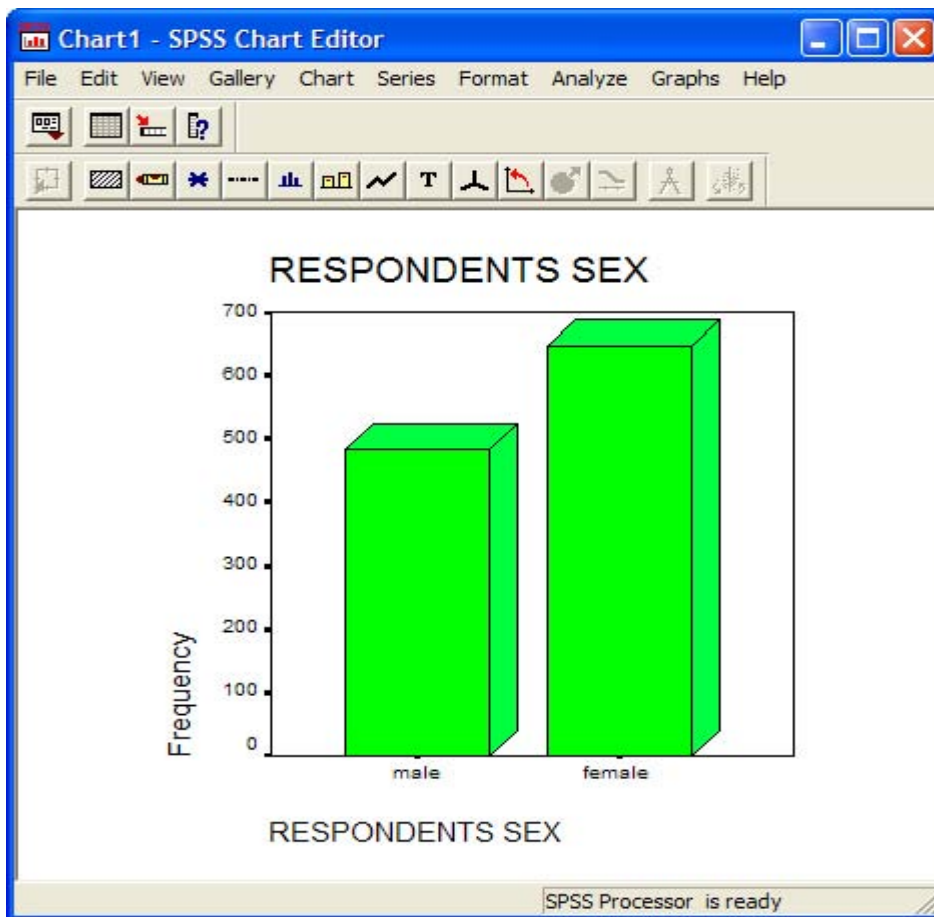 Chart1 - SPSS Chart Editor
File Edit View Gallery Chart Series Format Analyze Graphs Help
T
RESPONDENTS SEX
700
600
500
400
300
200
100
0
Frequency
male female
RESPONDENTS SEX
SPSS Processor is ready